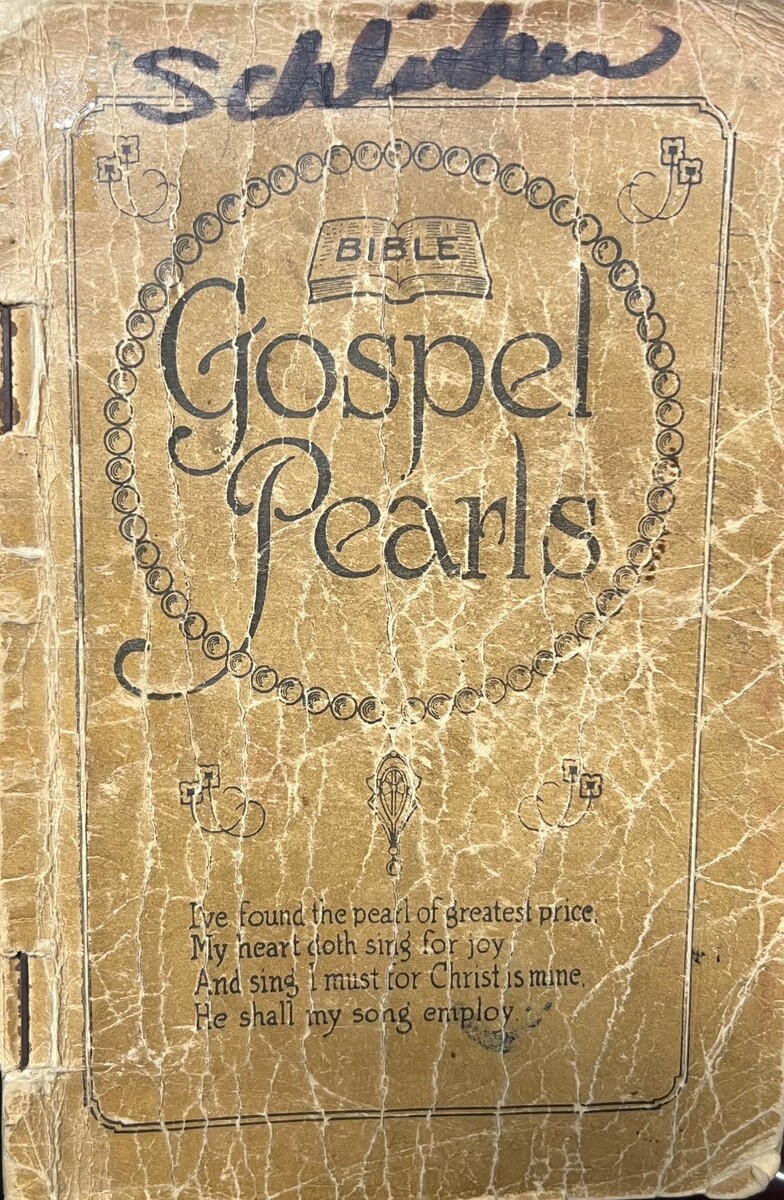 BIBLE
Gospel
Pearls
I've found the pearl of greatest price,
My heart doth sing for joy
And sing I must for Christ is mine,
He shall my song employ.